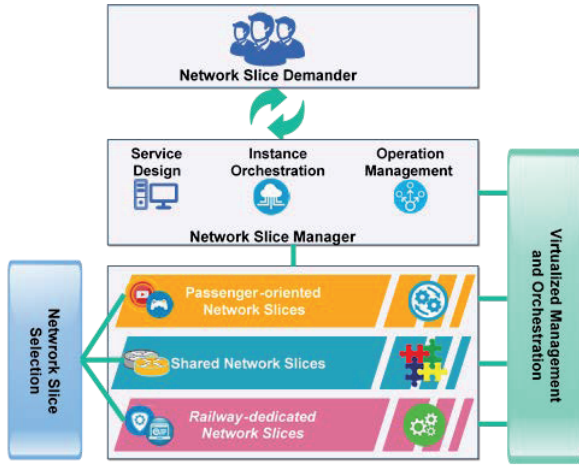 Network Slice Demander
Service
Design
Instance
Orchestration
Operation
Management
Network Slice Manager
Netwrork Slice
Selection
Passenger-oriented
Network Slices
Shared Network Slices
Railway-dedicated
Network Slices
Virtualized Management
and Orchestration